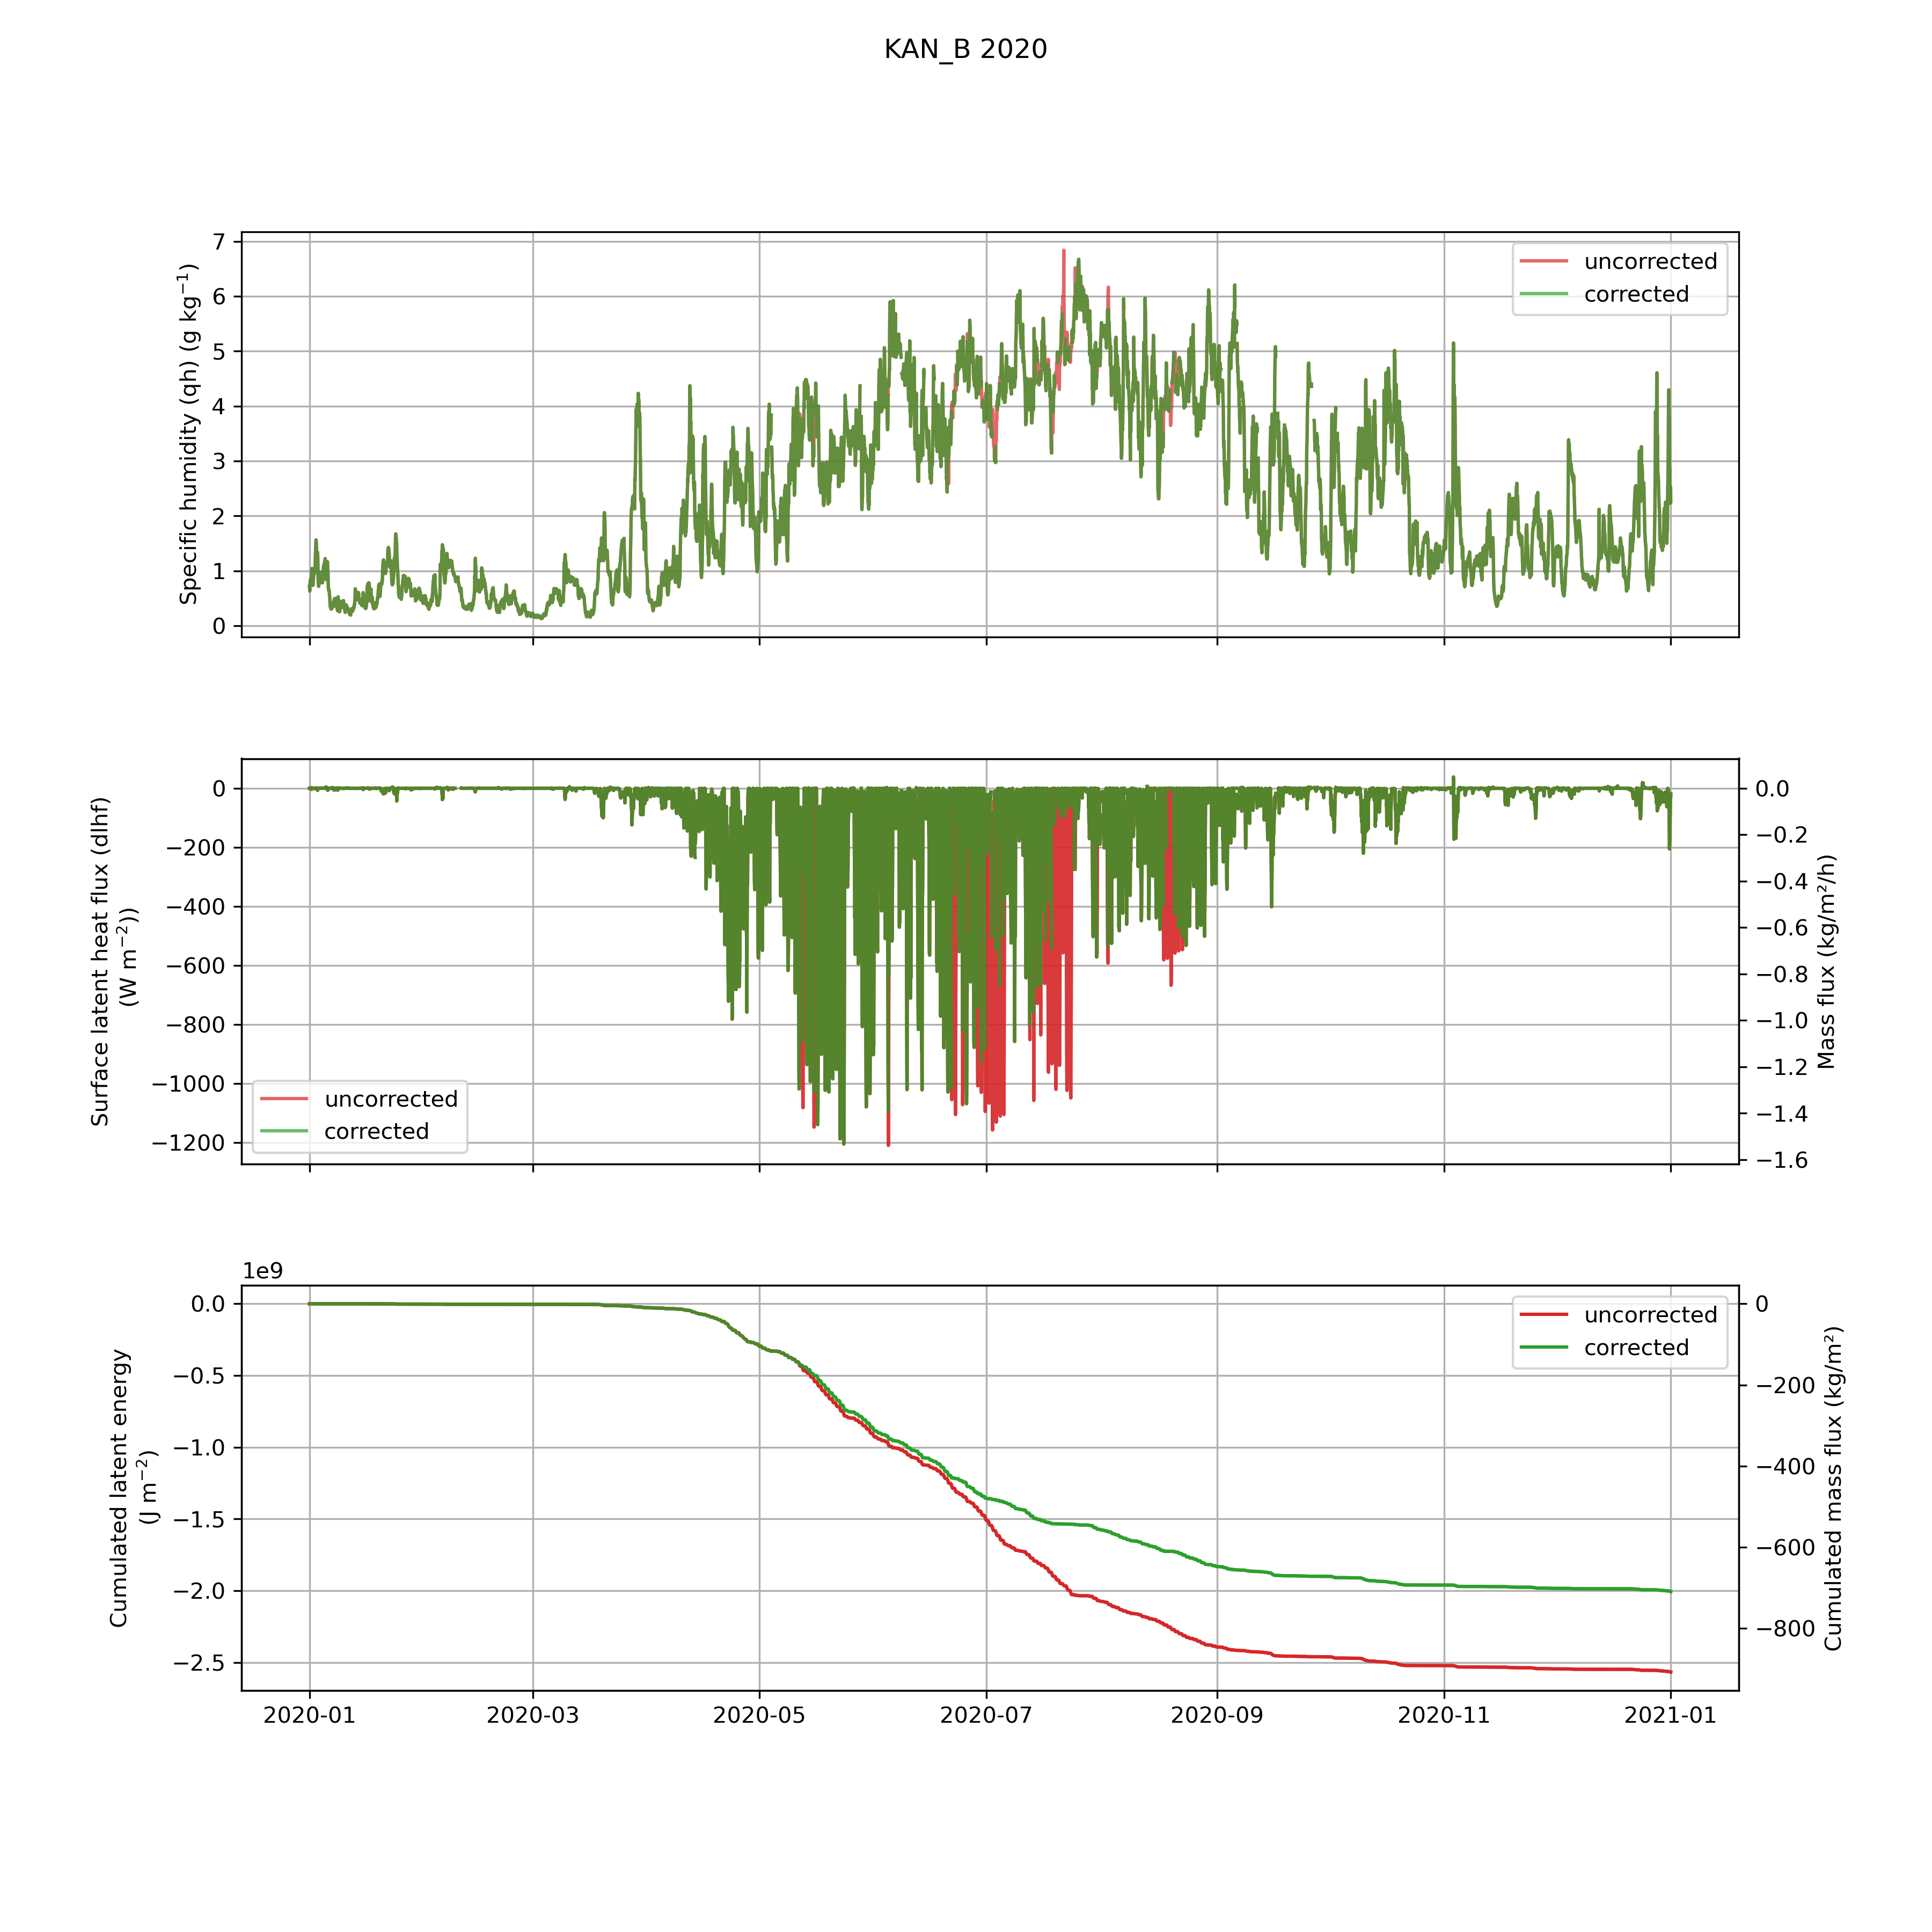 KAN_B 2020
Specific humidity (qh) (g kg⁻¹)
7
6
5
4
3
2
1
0
uncorrected
corrected
Surface latent heat flux (dlhf)
(W m⁻²))
0
−200
−400
−600
−800
−1000
−1200
uncorrected
corrected
0.0
−0.2
−0.4
−0.6
−0.8
−1.0
−1.2
−1.4
−1.6
Mass flux (kg/m²/h)
1e9
Cumulated latent energy
(J m⁻²)
0.0
−0.5
−1.0
−1.5
−2.0
−2.5
uncorrected
corrected
0
−200
−400
−600
−800
Cumulated mass flux (kg/m²)
2020-01 2020-03 2020-05 2020-07 2020-09 2020-11 2021-01